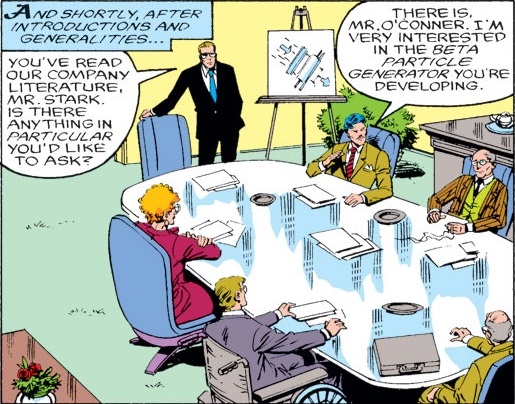 AND SHORTLY, AFTER
INTRODUCTIONS AND
GENERALITIES...
YOU'VE READ
OUR COMPANY
LITERATURE,
MR. STARK.
IS THERE
ANYTHING IN
PARTICULAR
YOU'D LIKE
TO ASK?
THERE IS,
MR. O'CONNER. I'M
VERY INTERESTED
IN THE BETA
PARTICLE
GENERATOR YOU'RE
DEVELOPING.